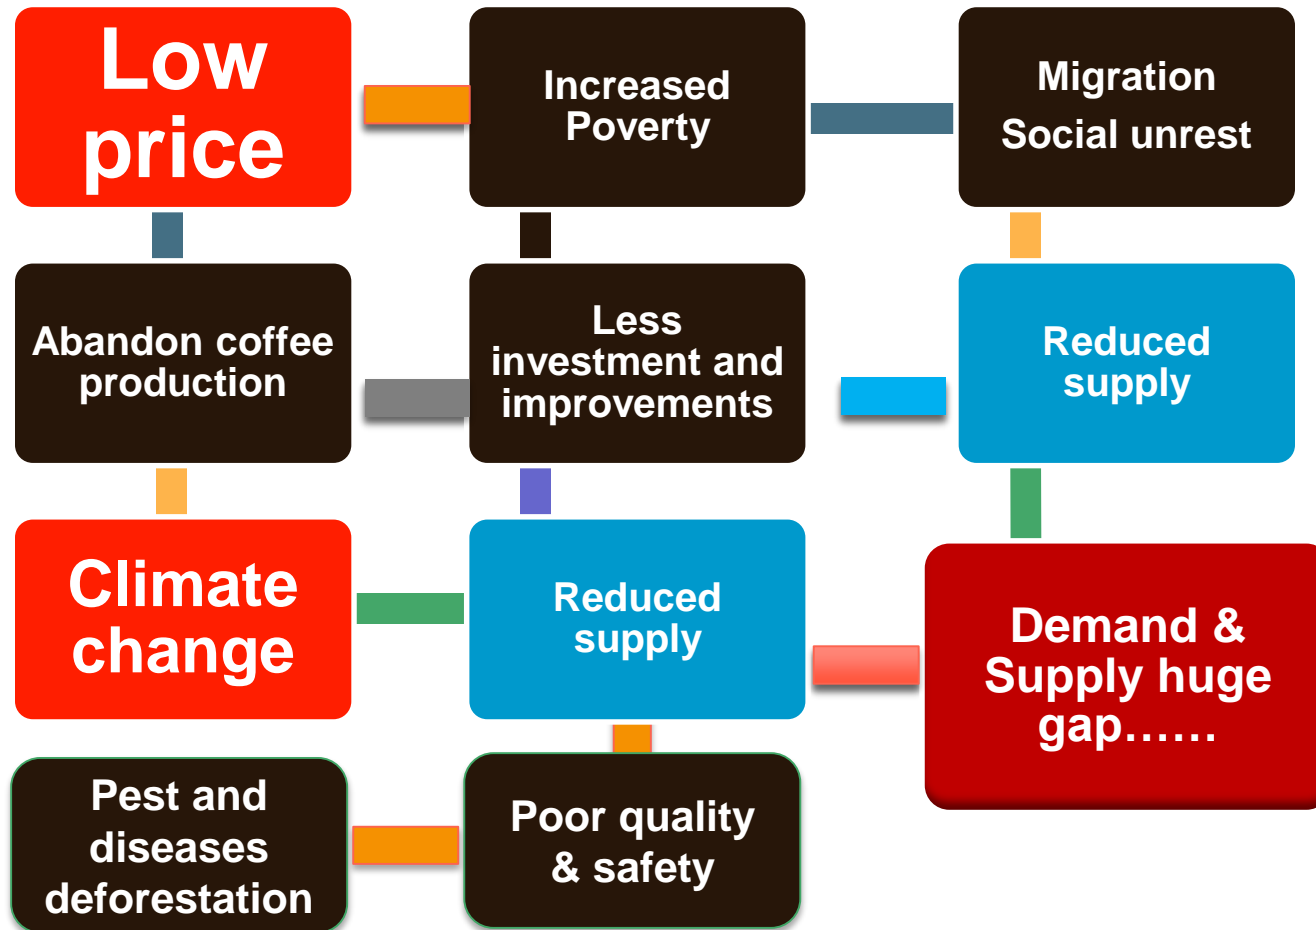 Low
price
Increased
Poverty
Migration
Social unrest
Abandon coffee
production
Less
investment and
improvements
Reduced
supply
Climate
change
Reduced
supply
Demand &
Supply huge
gap......
Pest and
diseases
deforestation
Poor quality
& safety